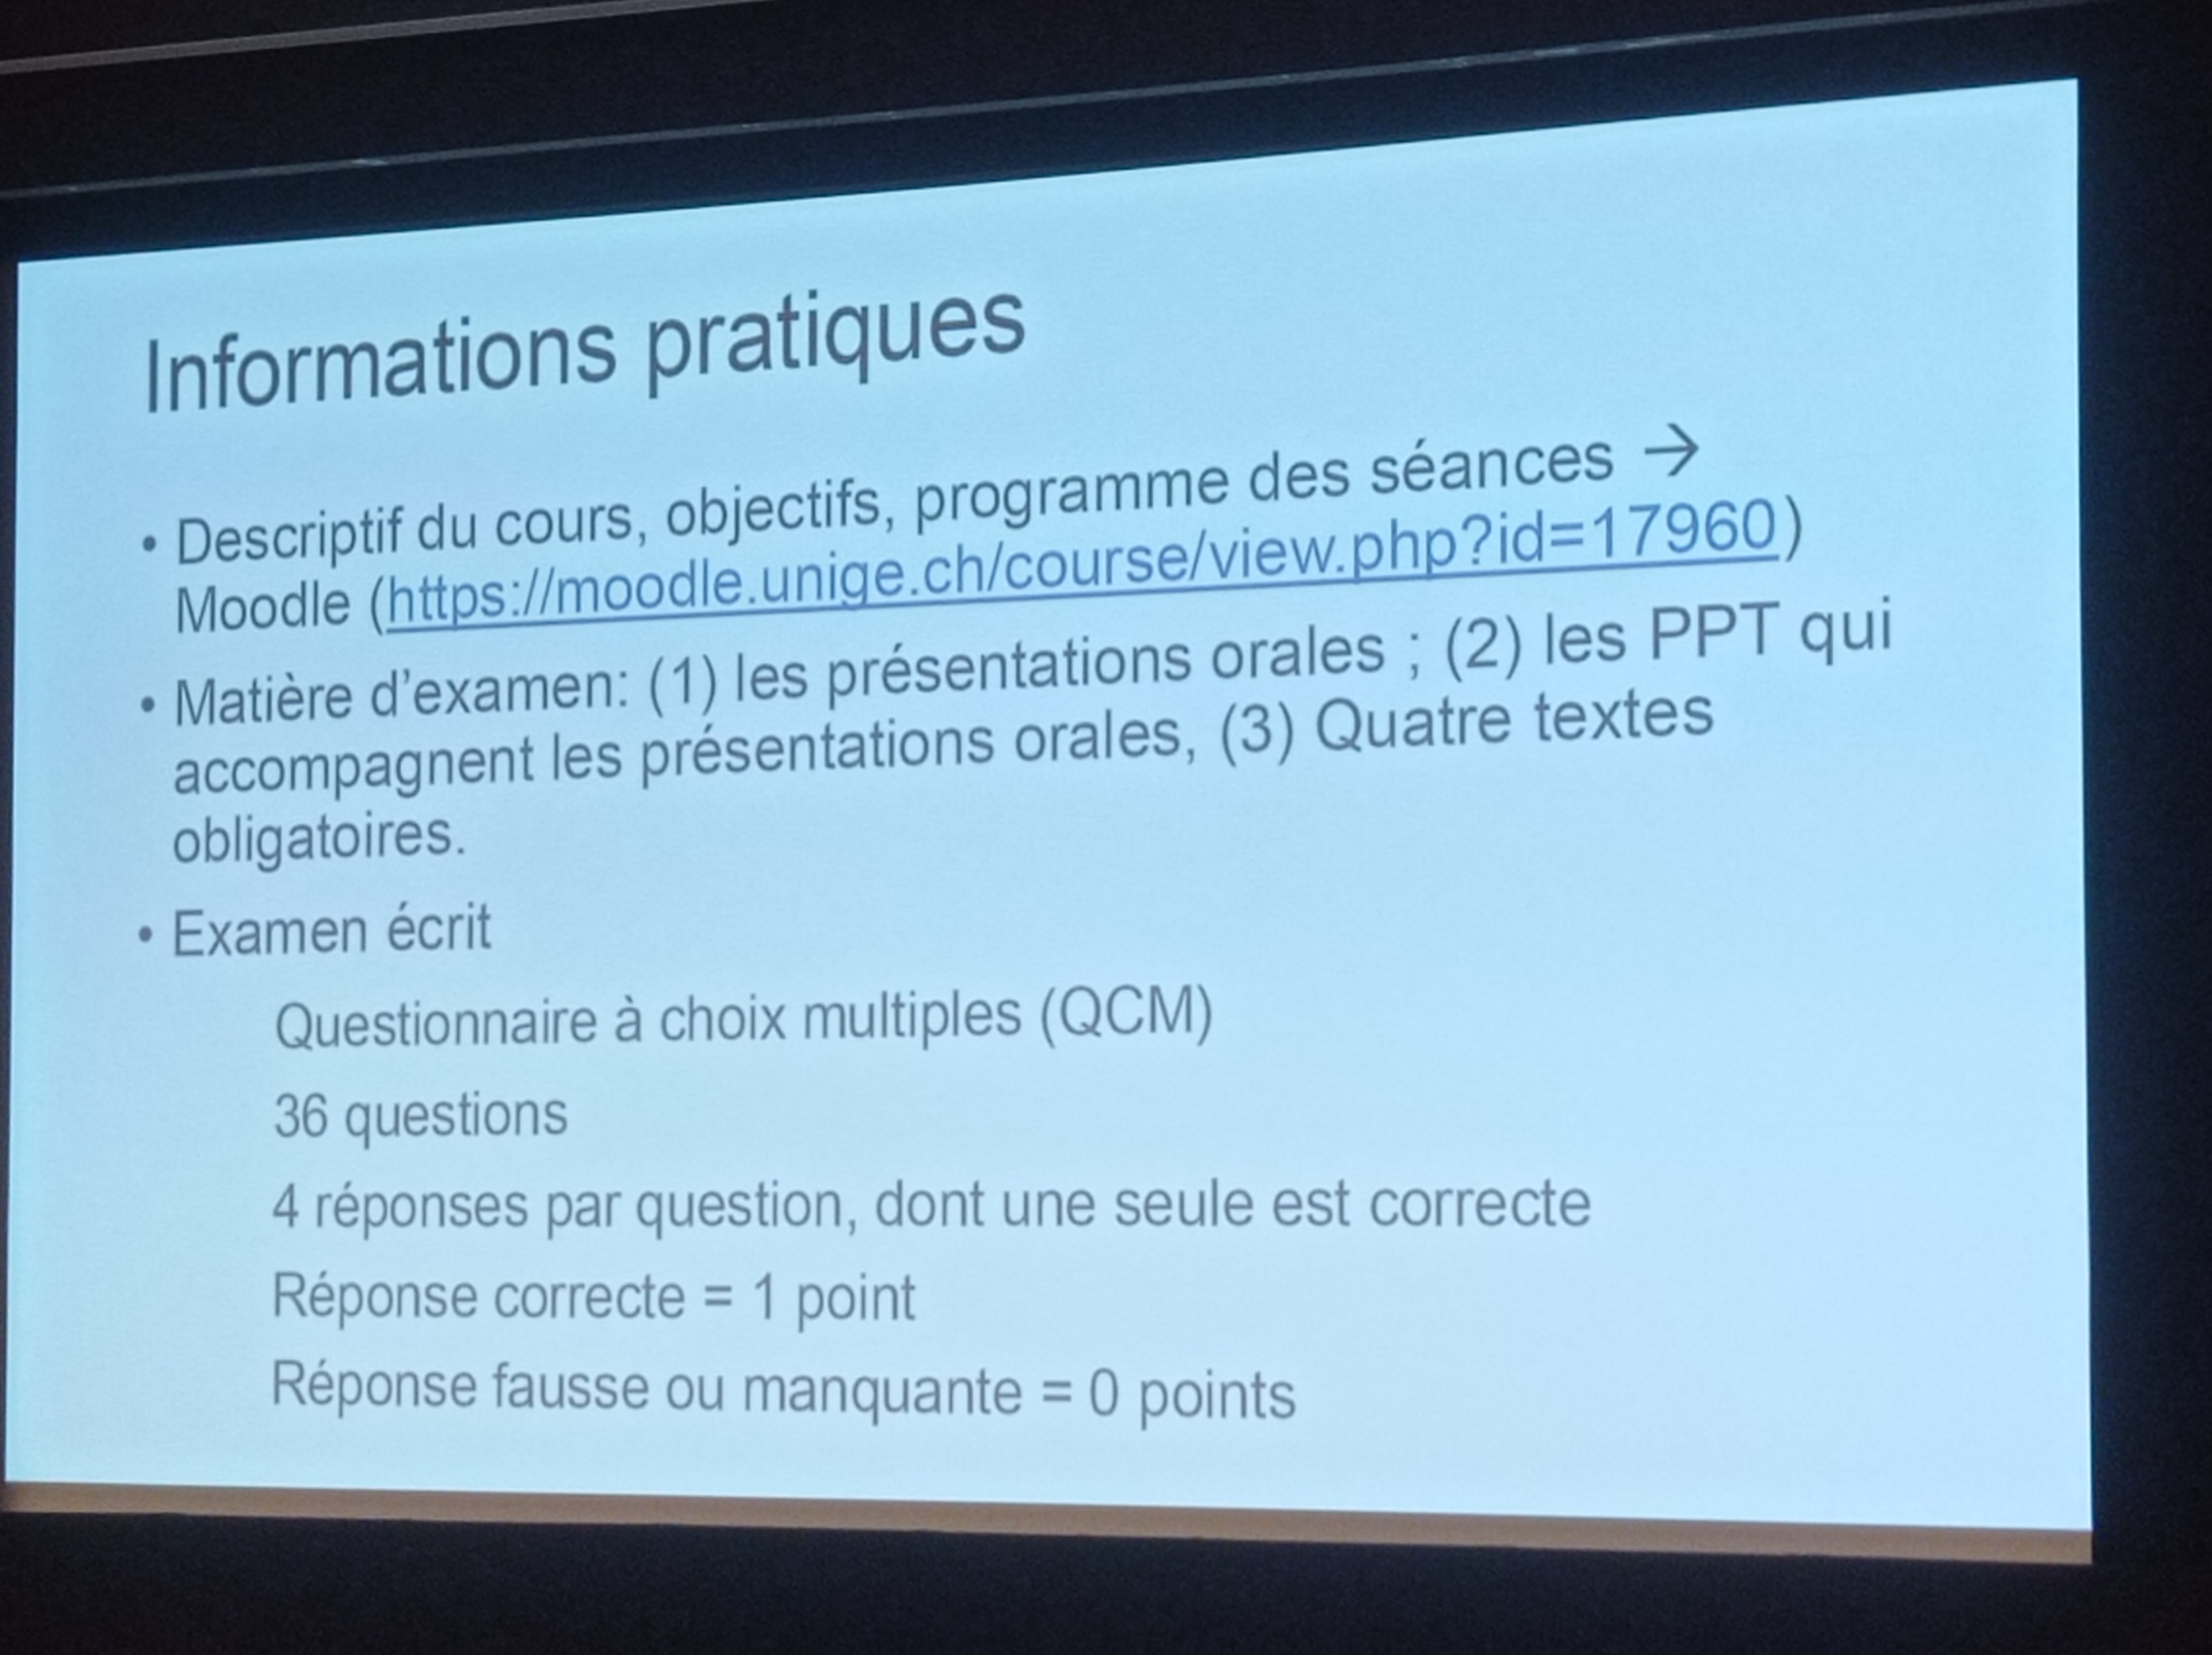 Informations pratiques
• Descriptif du cours, objectifs, programme des séances →
Moodle (https://moodle.unige.ch/course/view.php?id=17960)
• Matière d'examen: (1) les présentations orales ; (2) les PPT qui
accompagnent les présentations orales, (3) Quatre textes
obligatoires.
• Examen écrit
Questionnaire à choix multiples (QCM)
36 questions
4 réponses par question, dont une seule est correcte
Réponse correcte = 1 point
Réponse fausse ou manquante = 0 points